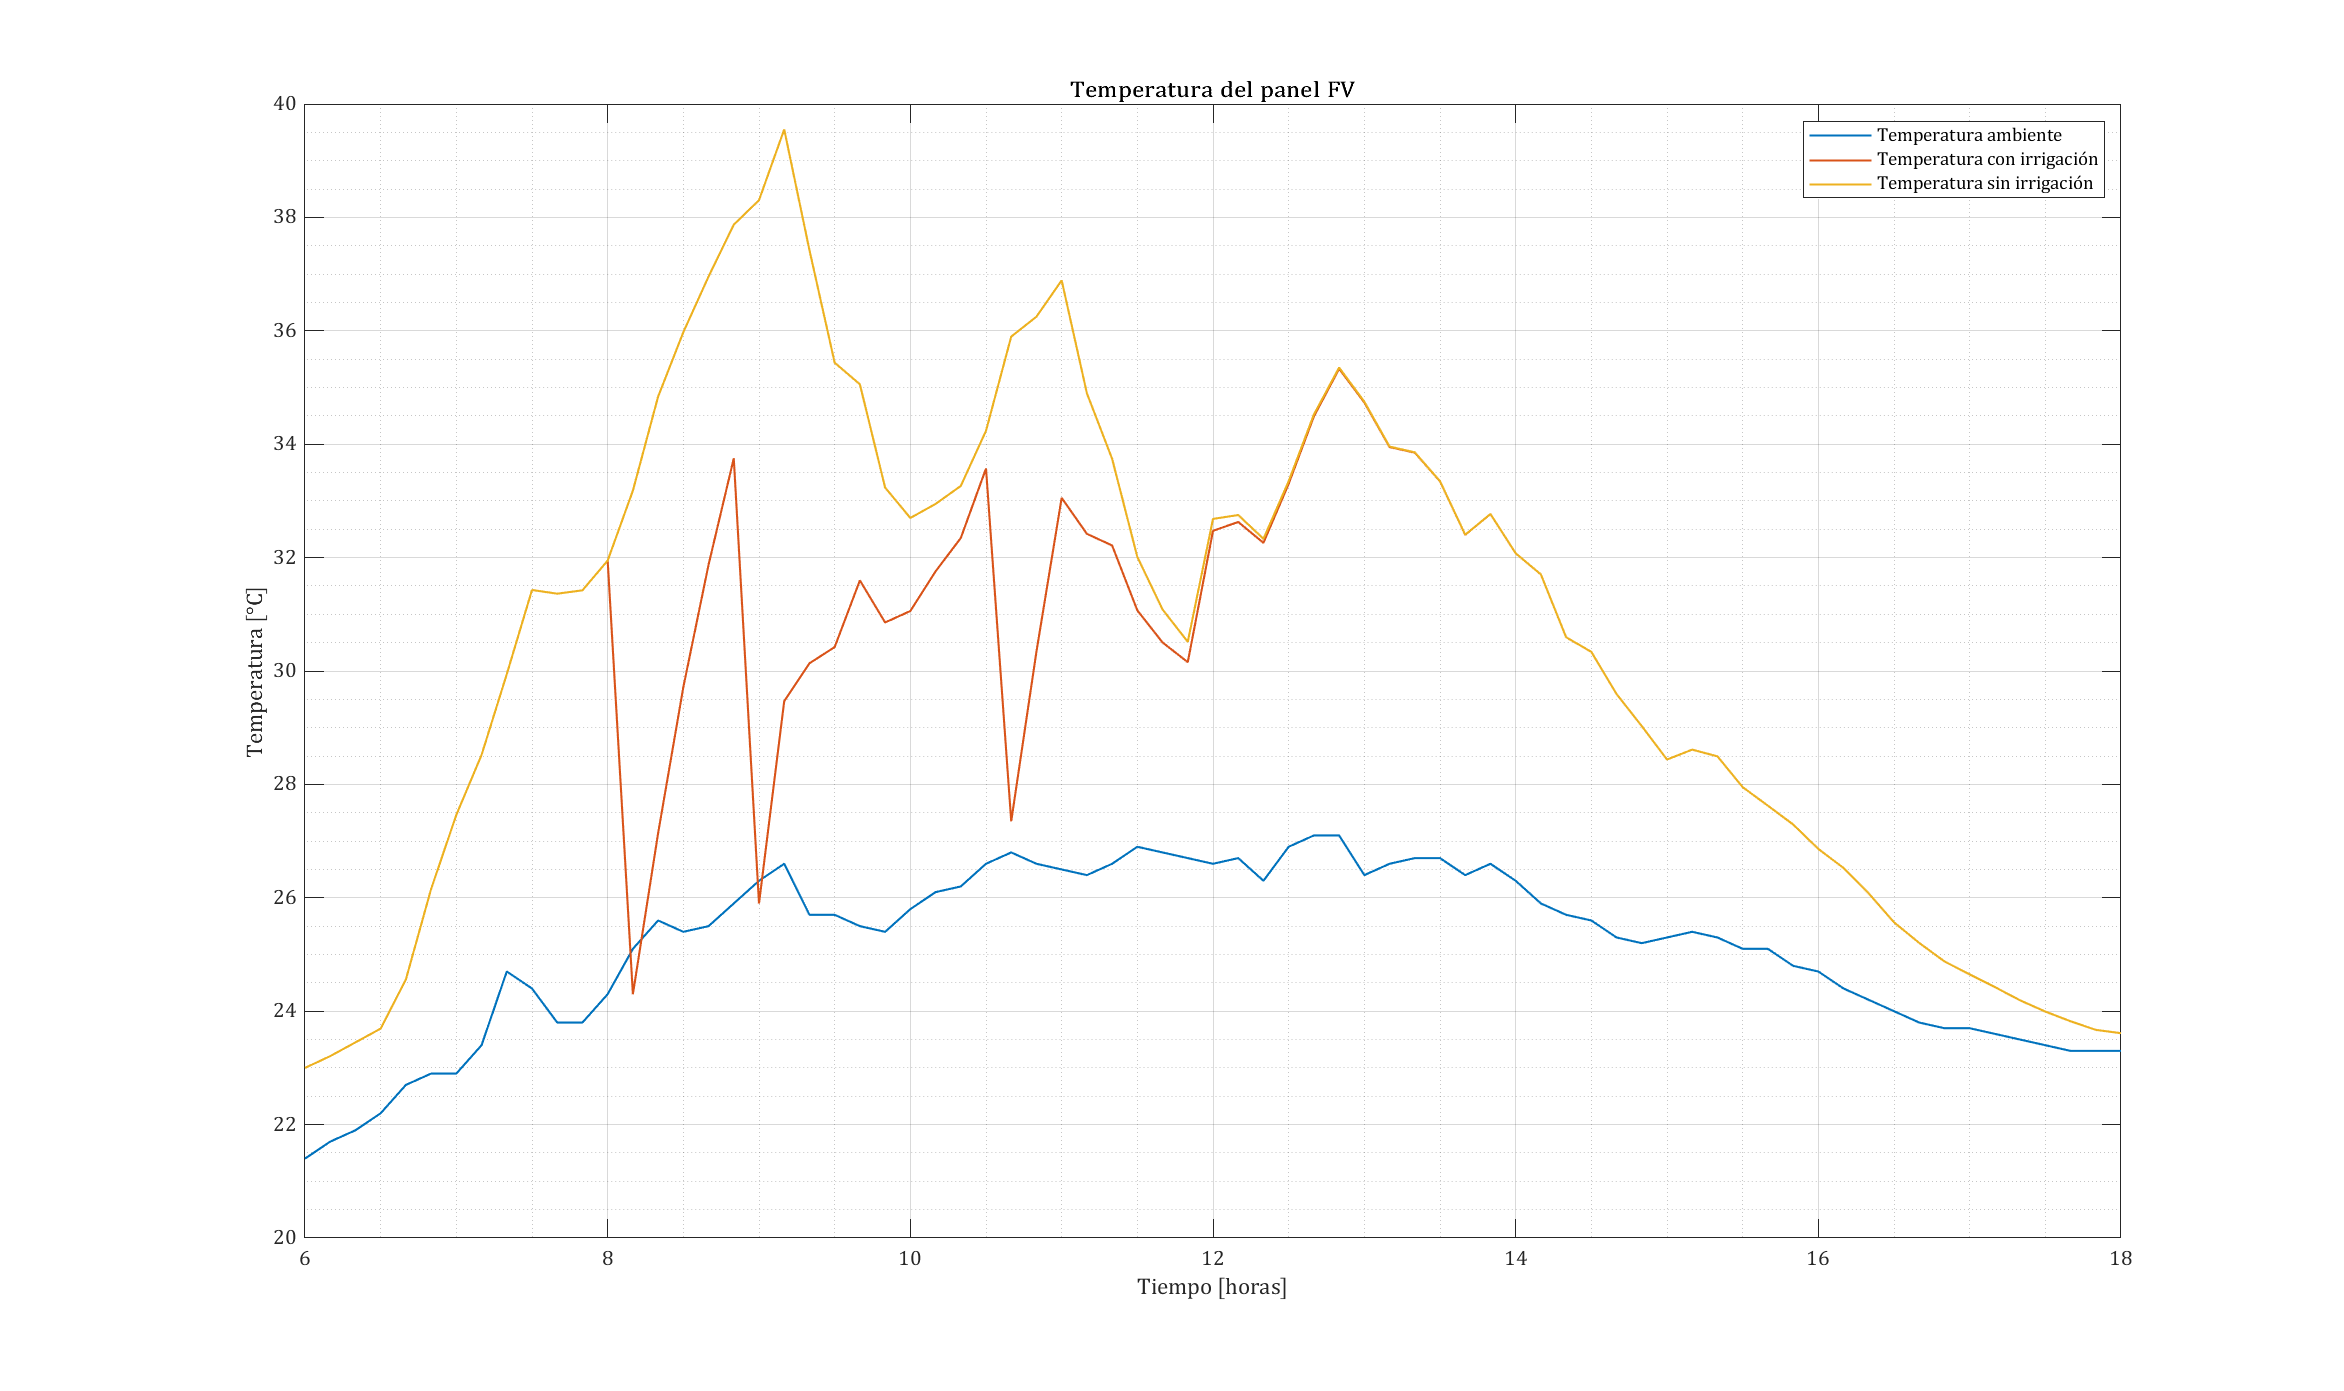 Temperatura del panel FV
Temperatura ambiente
Temperatura con irrigación
Temperatura sin irrigación
Temperatura [°C]
40
38
36
34
32
30
28
26
24
22
20
6 8 10 12 14 16 18
Tiempo [horas]